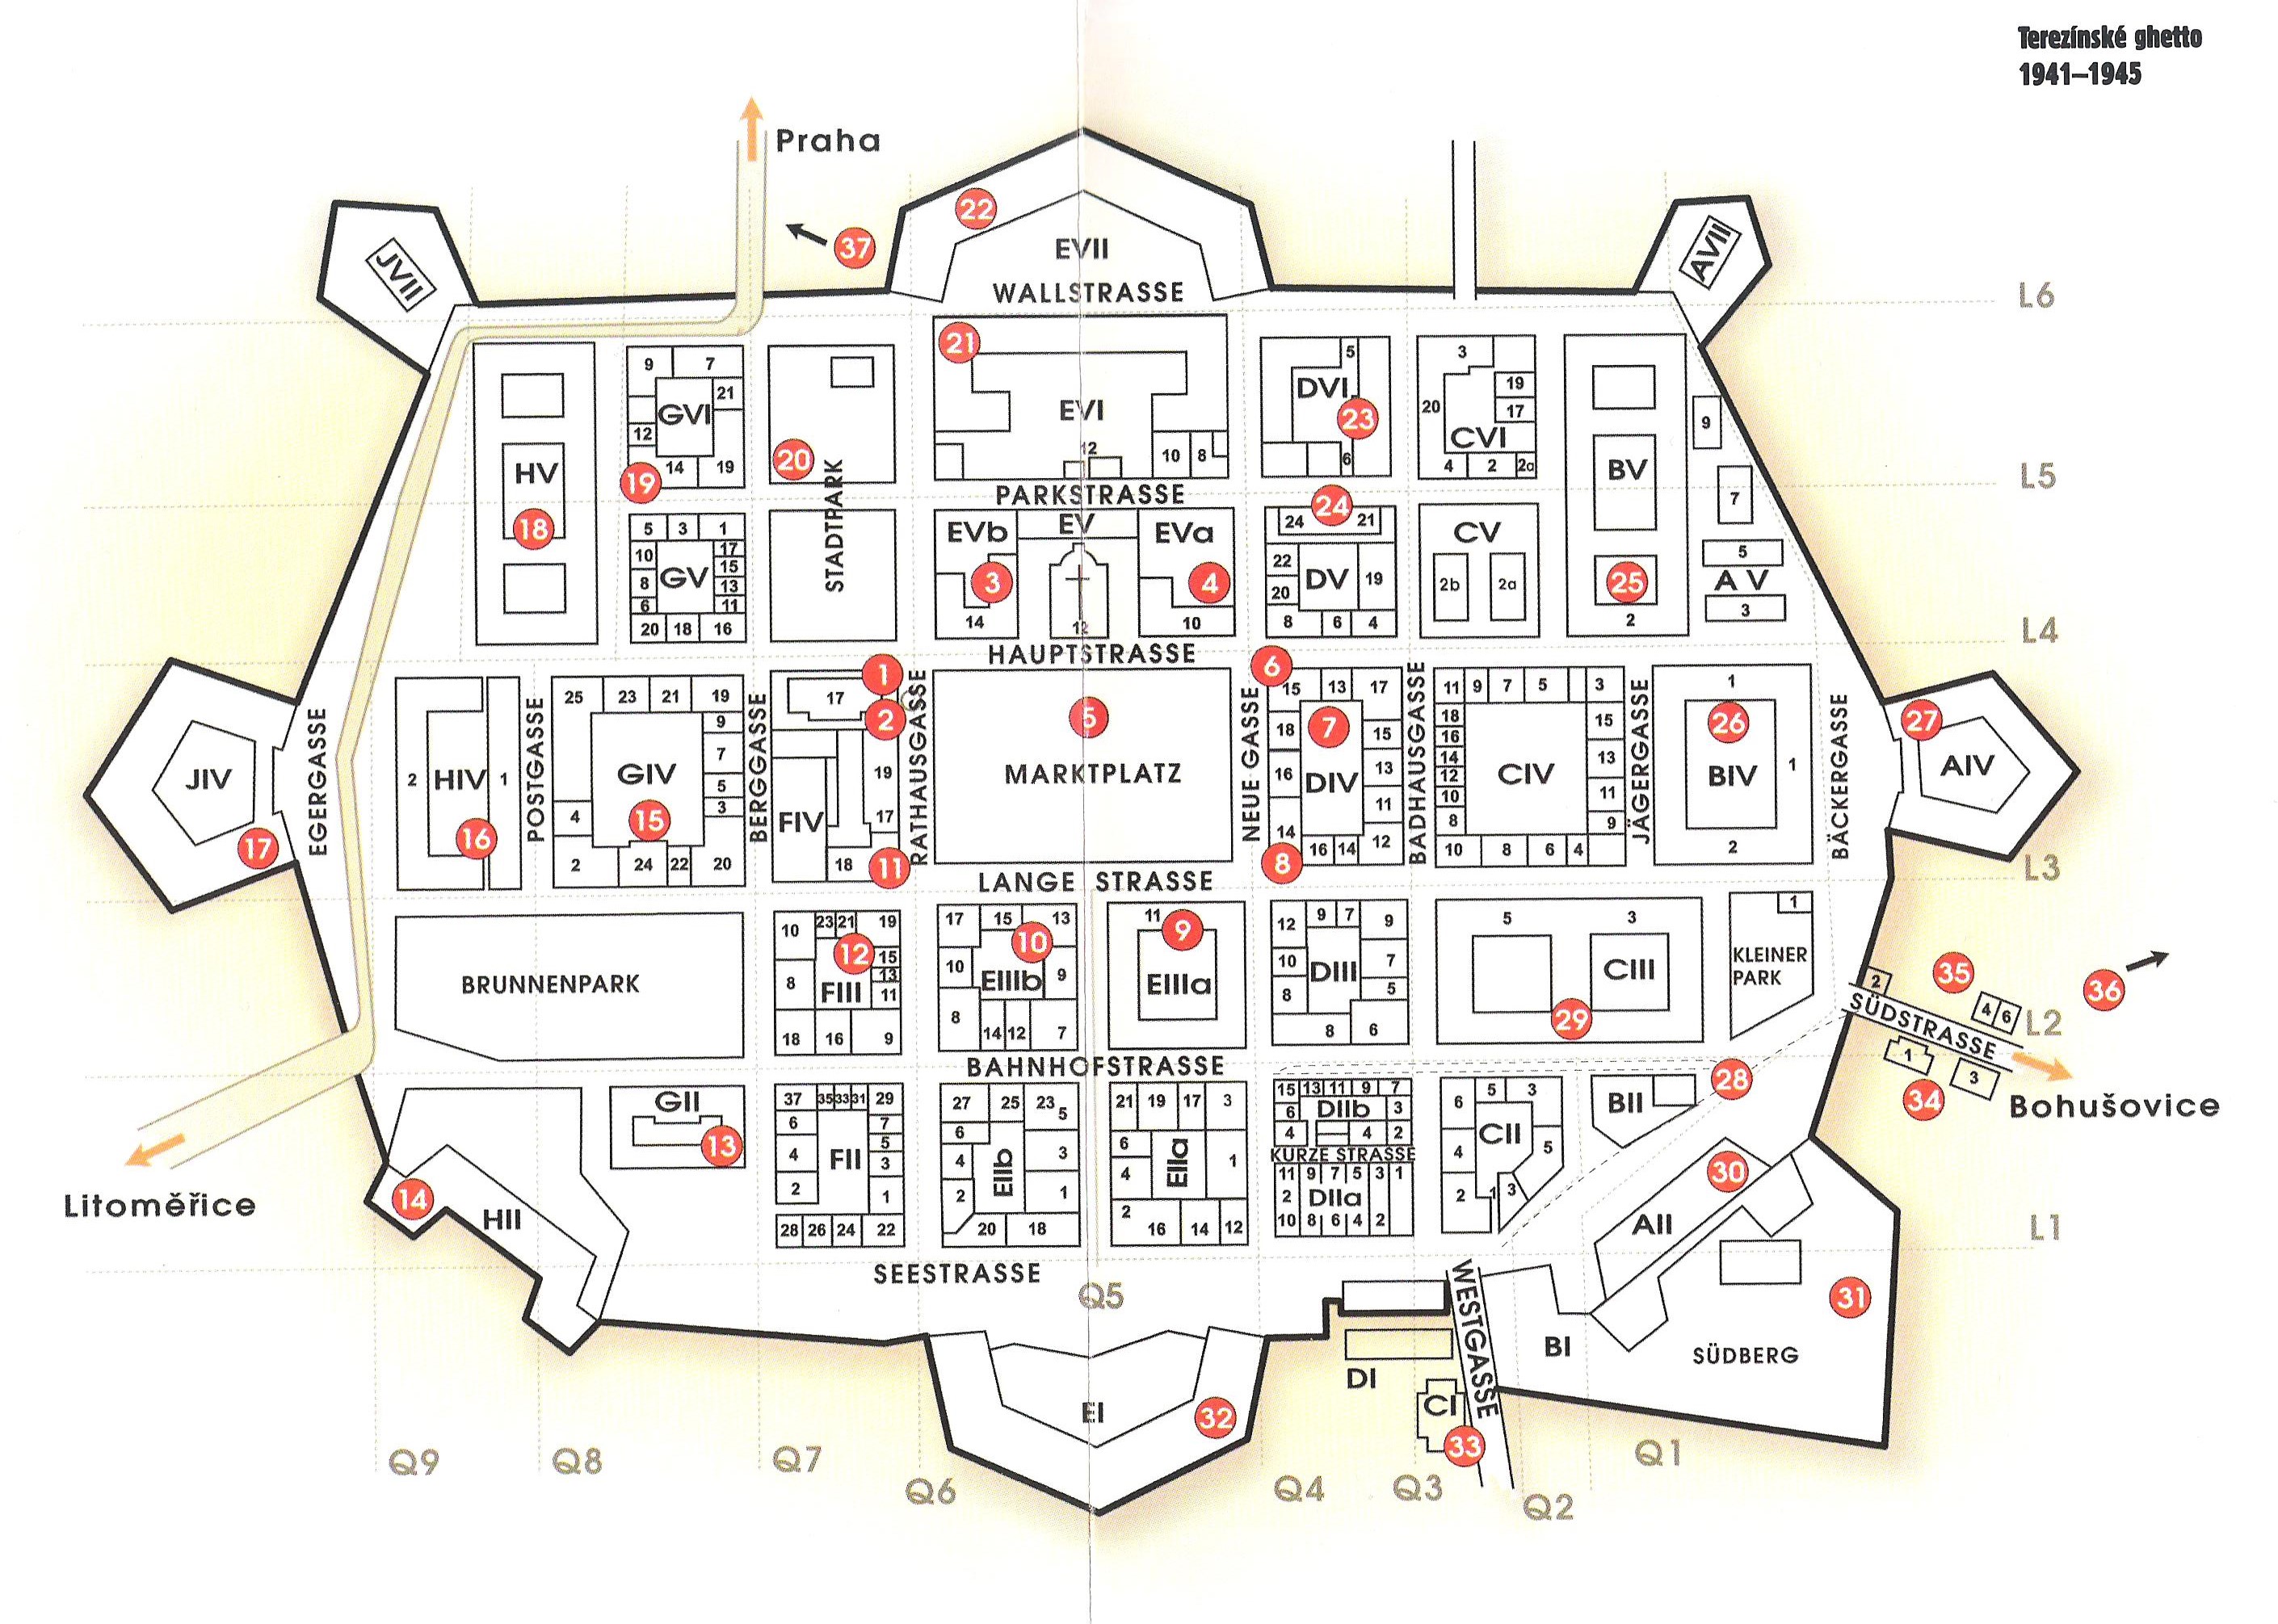 Terezínské ghetto
1941–1945
Praha
37
22
EVII
WALLSTRASSE
JVII
AVII
L6
21
EVI
12
10 8
9 7
21
GVI
12
14 19
19
20
STADTPARK
HV
18
5
DVI
23
6
3
19
20
17
CVI
4 2 2a
BV
25
2
9
7
5
A V
3
L5
PARKSTRASSE
5 3 1
17
10
15
GV
8
13
6
11
20 18 16
EVb
EV
EVa
3
4
14
12
10
24
24 21
22
DV
19
20
8 6 4
CV
2b 2a
L4
HAUPTSTRASSE
JIV
17
EGERGASSE
2
HIV
1
16
POSTGASSE
25 23 21 19
9
7
GIV
5
15
3
4
2 24 22 20
BERGGASSE
1
17
2
19
FIV
17
18
11
RATHAUSGASSE
5
MARKTPLATZ
NEUE GASSE
6
15 13 17
18
7
15
16
DIV
13
11
14
16 14 12
8
BADHAUSGASSE
11 9 7 5 3
18
15
16
14
13
CIV
12
10
11
8
9
10 8 6 4
JÄGERGASSE
1
26
BIV
1
2
BÄCKERGASSE
27
AIV
L3
LANGE STRASSE
BRUNNENPARK
10 23 21 19
12
15
13
8
FIII
11
18 16 9
17 15 13
10
10
9
EIIIb
8
14 12 7
11
9
EIIIa
12 9 7 9
10
7
DIII
8
5
8 6
5 3
CIII
29
1
KLEINER
PARK
2
35
36
4 6
SÜDSTRASSE
L2
1
3
34
Bohušovice
BAHNHOFSTRASSE
GII
13
37 35 33 31 29
6
7
5
4
FII
3
2
1
28 26 24 22
27 25 23
5
6
4
3
EIIb
2
1
20 18
21 19 17 3
6
4
EIIa
1
2
16 14 12
15 13 11 9 7
6
DIIb
3
4
4 2
KURZE STRASSE
11 9 7 5 3 1
2
DIIa
10 8 6 4 2
6 5 3
CII
4
5
2
1
3
BII
28
30
AII
31
SÜDBERG
BI
L1
Litoměřice
14
HII
SEESTRASSE
Q5
WESTGASSE
DI
CI
33
EI
32
Q9
Q8
Q7
Q6
Q4
Q3
Q2
Q1